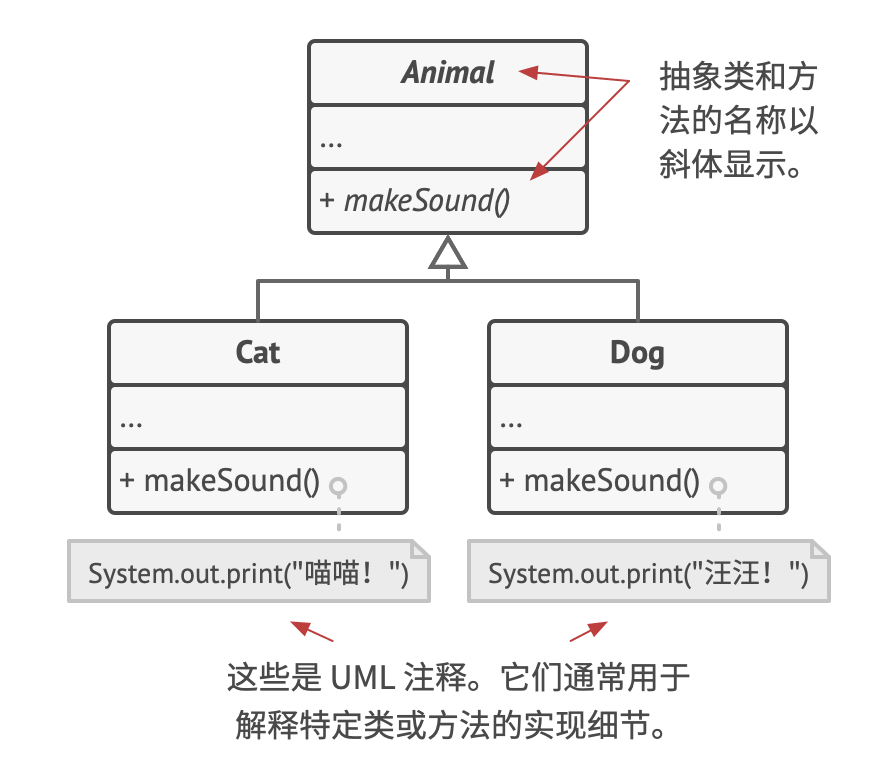 Animal
...
+ makeSound()
抽象类和方
法的名称以
斜体显示。
Cat
...
+ makeSound()
Dog
...
+ makeSound()
System.out.print("喵喵！")
System.out.print("汪汪！")
这些是 UML 注释。它们通常用于
解释特定类或方法的实现细节。